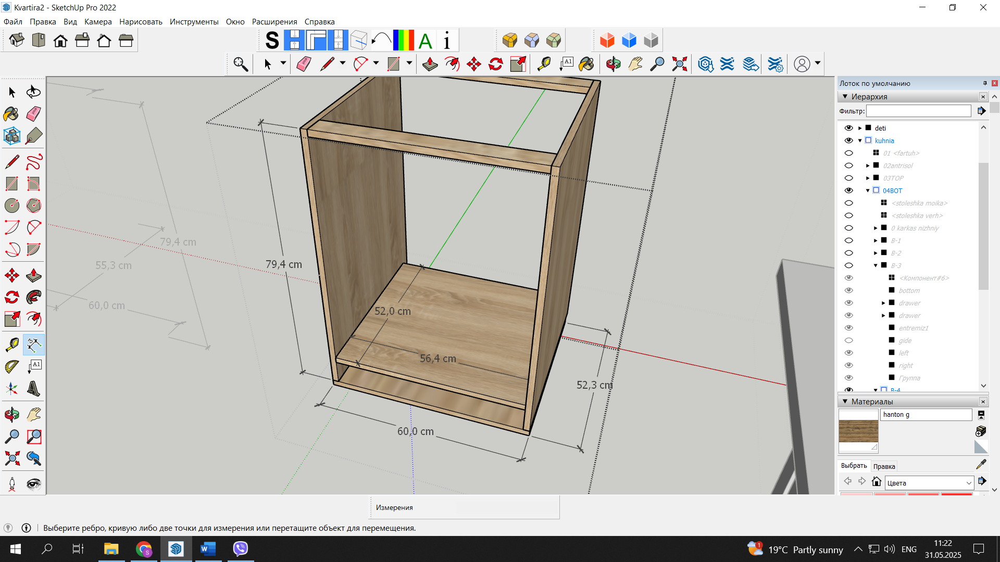 Kvartira2 - SketchUp Pro 2022
Файл Правка Вид Камера Нарисовать Инструменты Окно Расширения Справка
S A i
A1
Лоток по умолчанию
Иерархия
Фильтр:
deti
kuhnia
01 <fartuh>
02antrisol
03TOP
04BOT
<stoleshka moika>
<stoleshka verh>
0 karkas nizhniy
B-1
B-2
B-3
<Компонент#6>
bottom
drawer
drawer
entremiz1
gide
left
right
Группа
B-4
79,4 cm
55,3 cm
60,0 cm
79,4 cm
52,0 cm
56,4 cm
52,3 cm
60,0 cm
A1
Материалы
hanton g
Выбрать Правка
Цвета
Измерения
Выберите ребро, кривую либо две точки для измерения или перетащите объект для перемещения.
1
19°C Partly sunny
ENG
11:22
31.05.2025